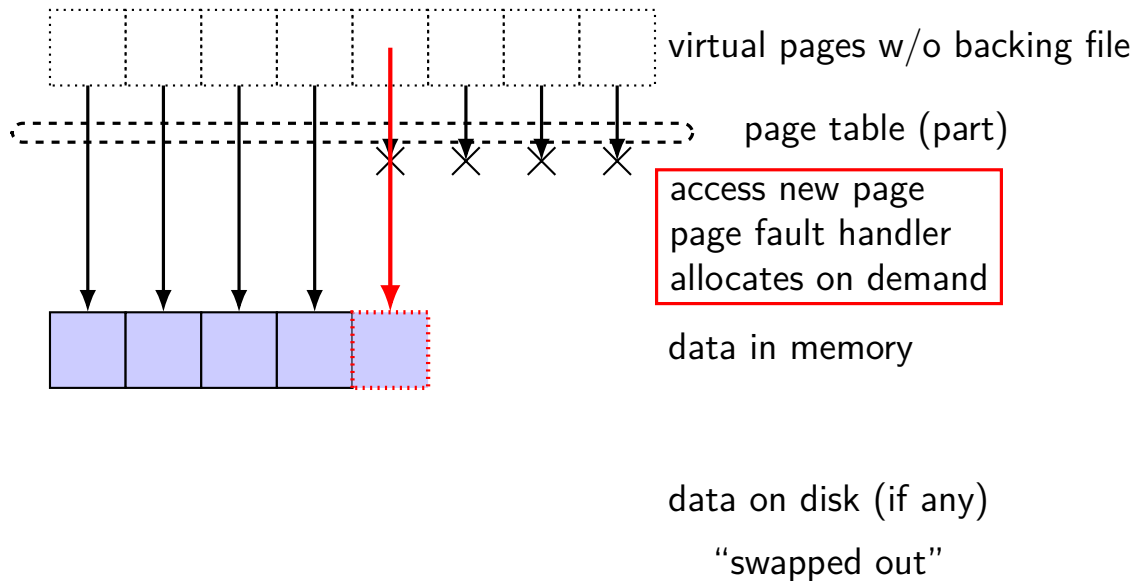 virtual pages w/o backing file
page table (part)
access new page
page fault handler
allocates on demand
data in memory
data on disk (if any)
“swapped out”